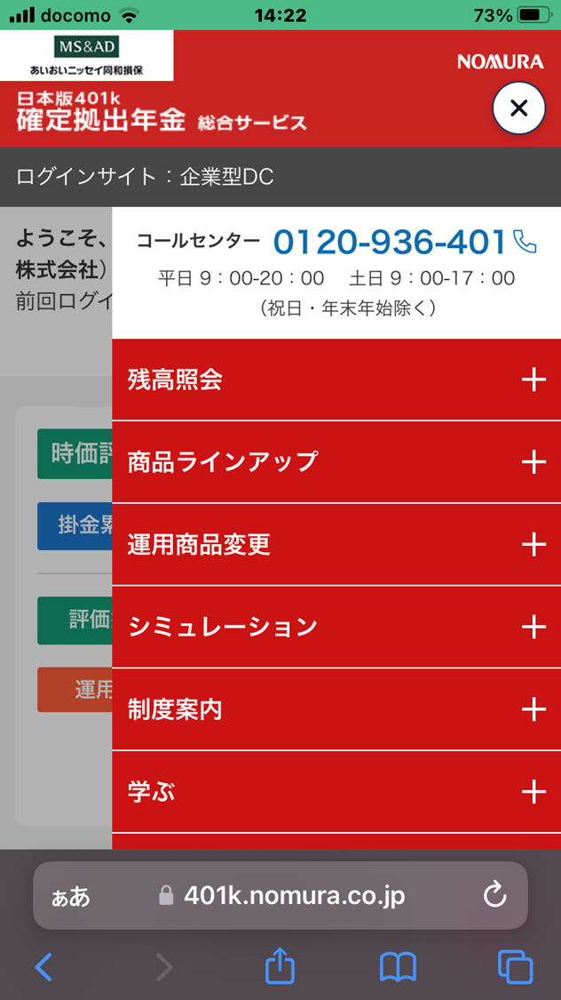 docomo 14:22 73%
MS&AD
あいおいニッセイ同和損保
NOMURA
日本版401k
確定拠出年金 総合サービス
ログインサイト：企業型DC
ようこそ、
株式会社）
前回ログイ
コールセンター 0120-936-401
平日 9：00-20：00 土日 9：00-17：00
（祝日・年末年始除く）
残高照会
商品ラインアップ
運用商品変更
シミュレーション
制度案内
学ぶ
時価評
掛金累
評価
運用
ぁあ 401k.nomura.co.jp